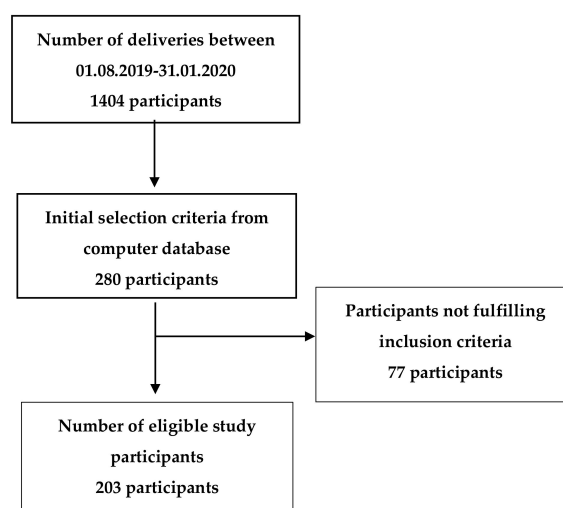 Number of deliveries between
01.08.2019-31.01.2020
1404 participants
Initial selection criteria from
computer database
280 participants
Participants not fulfilling
inclusion criteria
77 participants
Number of eligible study
participants
203 participants